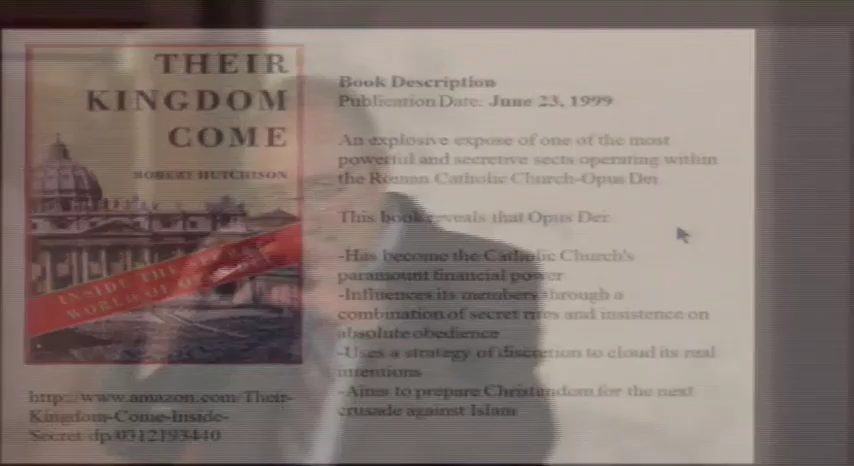 THEIR
KINGDOM
COME
ROBERT HUTCHISON
INSIDE THE
WORLD OF
http://www.amazon.com/Their-
Kingdom-Come-Inside-
Secret/dp/0312193440
Book Description
Publication Date: June 23, 1999
An explosive expose of one of the most
powerful and secretive sects operating within
the Roman Catholic Church-Opus Dei
This book reveals that Opus Dei:
-Has become the Catholic Church's
paramount financial power
-Influences its members through a
combination of secret rites and insistence on
absolute obedience
-Uses a strategy of discretion to cloud its real
intentions
-Aims to prepare Christendom for the next
crusade against Islam